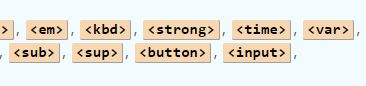 >, <em>, <kbd>, <strong>, <time>, <var>,
<sub>, <sup>, <button>, <input>,